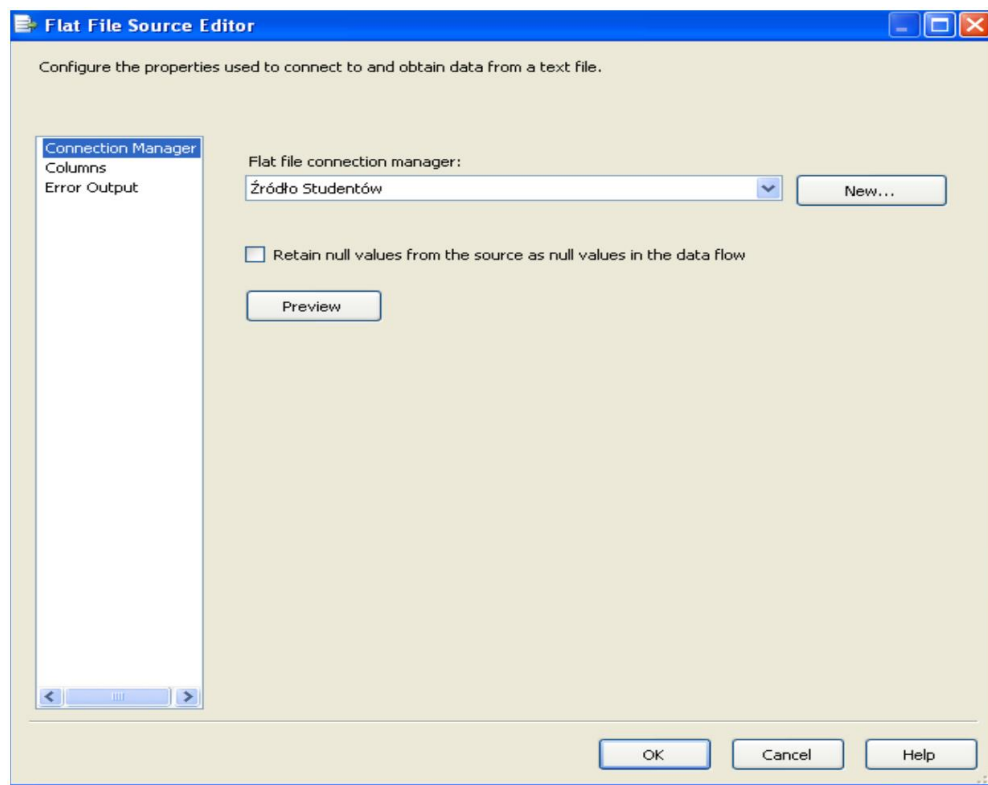 Flat File Source Editor
Configure the properties used to connect to and obtain data from a text file.
Connection Manager
Columns
Error Output
Flat file connection manager:
Źródło Studentów
New...
Retain null values from the source as null values in the data flow
Preview
OK
Cancel
Help